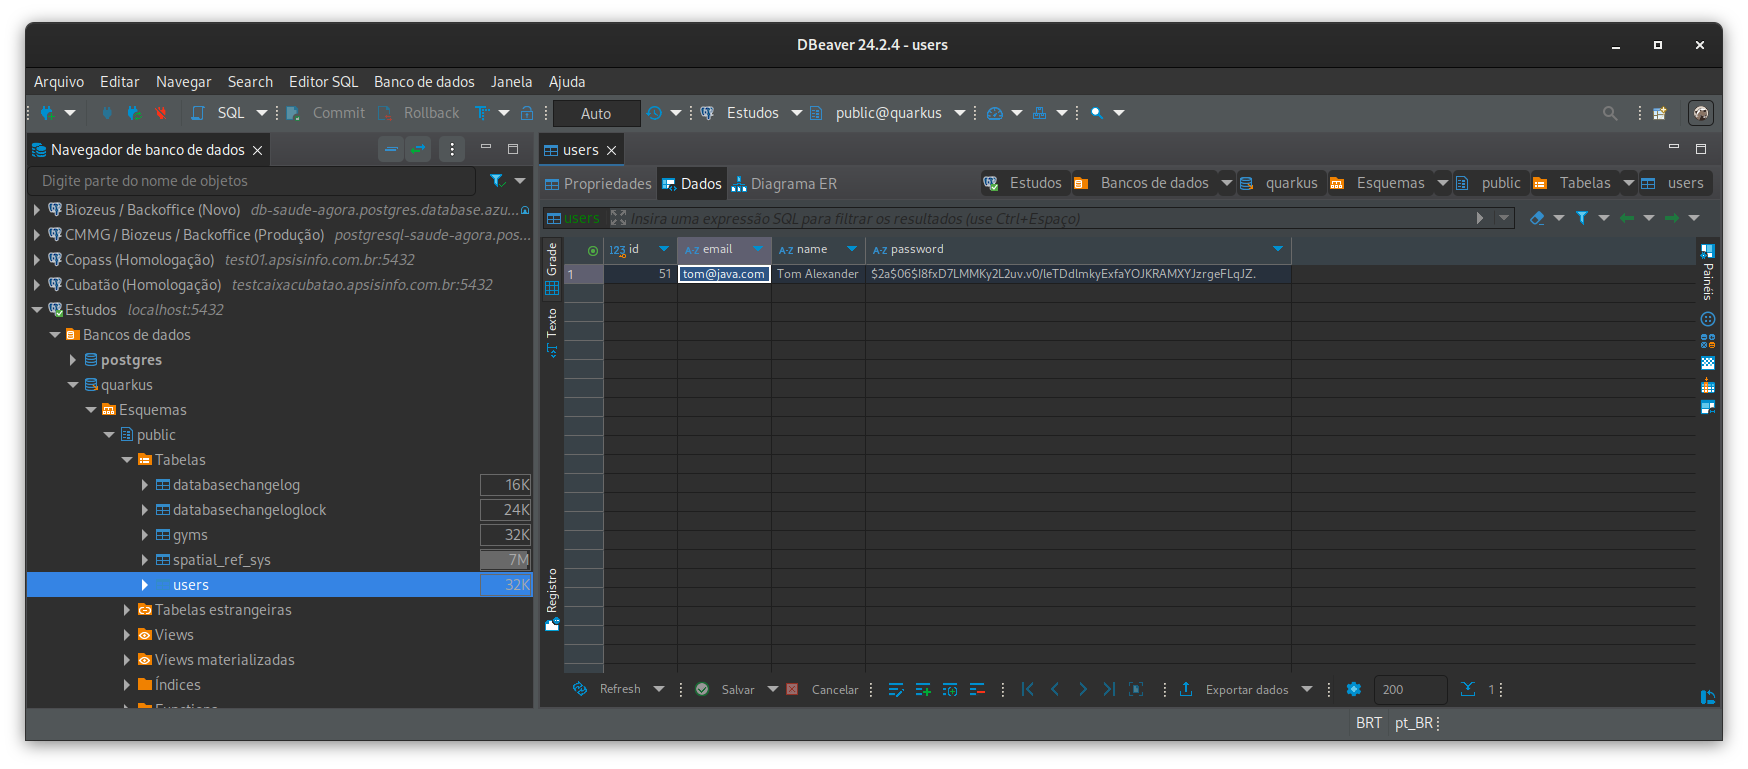 DBeaver 24.2.4 - users
Arquivo Editar Navegar Search Editor SQL Banco de dados Janela Ajuda
SQL Commit Rollback Auto Estudos public@quarkus
Navegador de banco de dados
users
Propriedades Dados Diagrama ER Estudos Bancos de dados quarkus Esquemas public Tabelas users
Digite parte do nome de objetos
users Insira uma expressão SQL para filtrar os resultados (use Ctrl+Espaço)
Biozeus / Backoffice (Novo) db-saude-agora.postgres.database.azu...
CMMG / Biozeus / Backoffice (Produção) postgresql-saude-agora.pos...
Copass (Homologação) test01.apsisinfo.com.br:5432
Cubatão (Homologação) testcaixacubatao.apsisinfo.com.br:5432
Estudos localhost:5432
Bancos de dados
postgres
quarkus
Esquemas
public
Tabelas
databasechangelog 16K
databasechangeloglock 24K
gyms 32K
spatial_ref_sys 7M
users 32K
Tabelas estrangeiras
Views
Views materializadas
Índices
Functions
Grade
Texto
Registro
123 id A-Z email A-Z name A-Z password
1 51 tom@java.com Tom Alexander $2a$06$I8fxD7LMMKy2L2uv.v0/leTDdlmkyExfaYOJKRAMXYJzrgeFLqJZ.
Painéis
Refresh Salvar Cancelar Exportar dados 200 1
BRT pt_BR